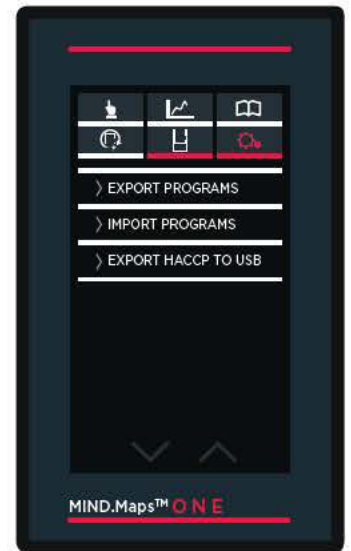 EXPORT PROGRAMS
IMPORT PROGRAMS
EXPORT HACCP TO USB
MIND.Maps™ ONE